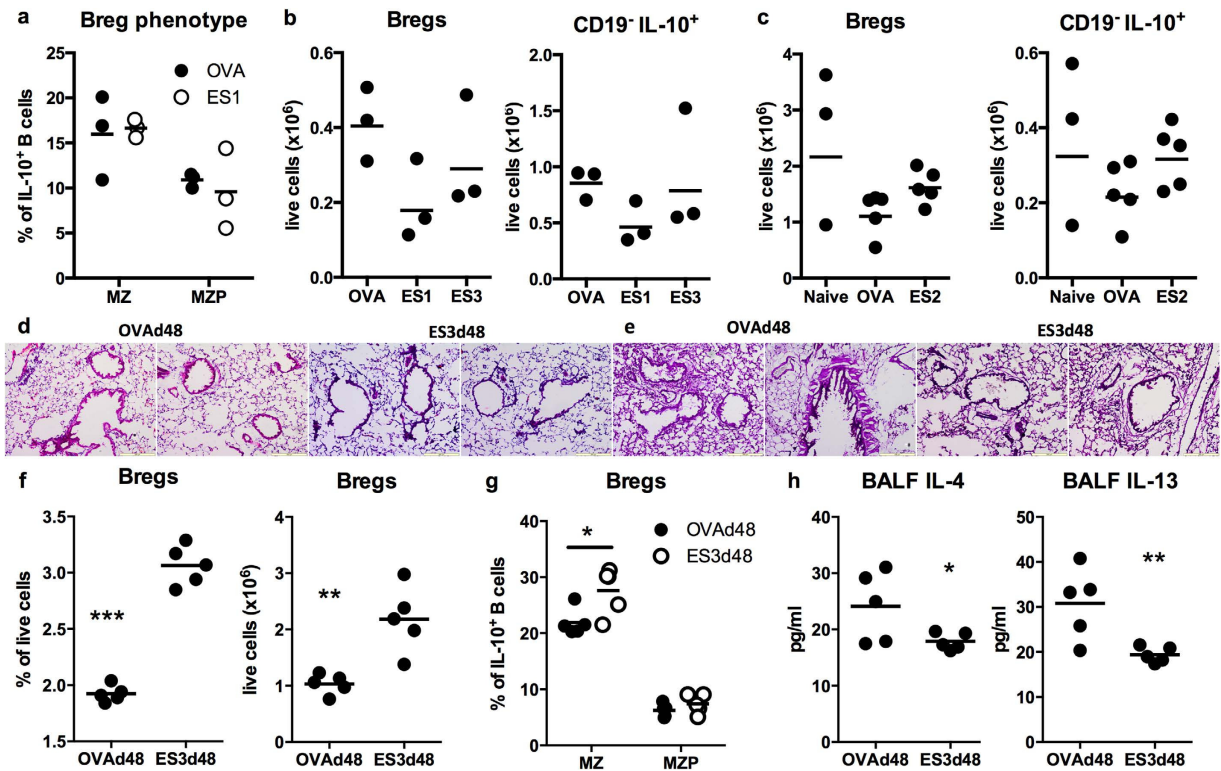 a Breg phenotype
% of IL-10⁺ B cells
25
20
15
10
5
0
OVA
ES1
MZ MZP
b Bregs
live cells (x10⁶)
0.6
0.4
0.2
0.0
OVA ES1 ES3
CD19⁻ IL-10⁺
live cells (x10⁶)
2.0
1.5
1.0
0.5
0.0
OVA ES1 ES3
c Bregs
live cells (x10⁶)
4
3
2
1
0
Naive OVA ES2
CD19⁻ IL-10⁺
live cells (x10⁶)
0.6
0.4
0.2
0.0
Naive OVA ES2
d OVAd48 ES3d48
e OVAd48 ES3d48
f Bregs
% of live cells
3.5
3.0
2.5
2.0
1.5
***
OVAd48 ES3d48
Bregs
live cells (x10⁶)
4
3
2
1
0
**
OVAd48 ES3d48
g Bregs
% of IL-10⁺ B cells
40
30
20
10
0
*
OVAd48
ES3d48
MZ MZP
h BALF IL-4
pg/ml
40
30
20
10
0
*
OVAd48 ES3d48
BALF IL-13
pg/ml
50
40
30
20
10
0
**
OVAd48 ES3d48